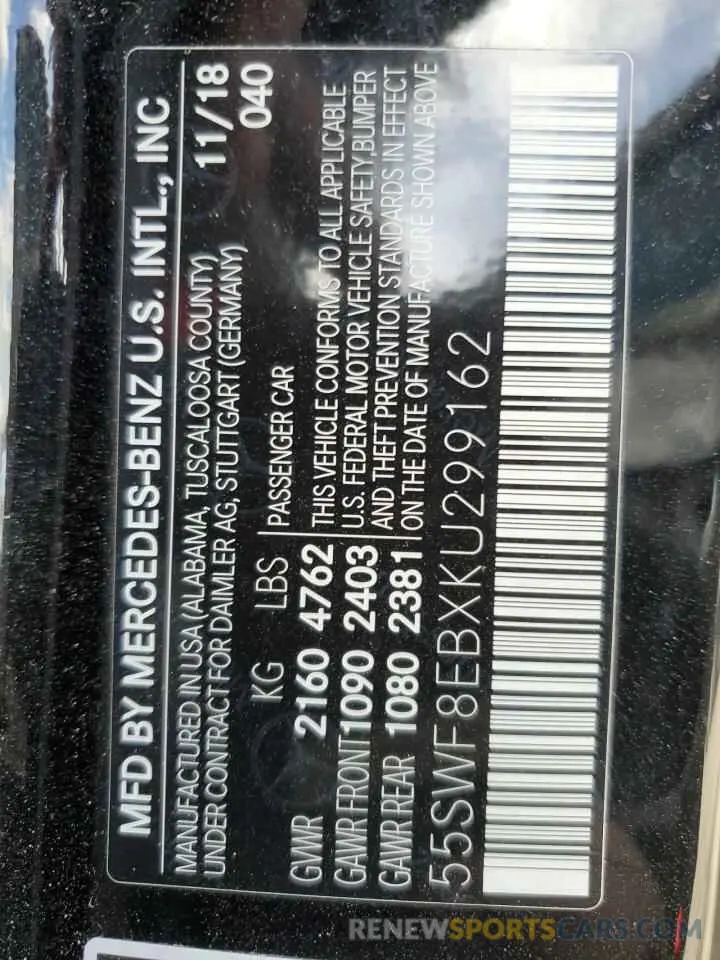 MFD BY MERCEDES-BENZ U.S. INTL., INC
MANUFACTURED IN USA (ALABAMA, TUSCALOOSA COUNTY)
UNDER CONTRACT FOR DAIMLER AG, STUTTGART (GERMANY)
11/18
040
KG LBS
GVWR 2160 4762
GAWR FRONT 1090 2403
GAWR REAR 1080 2381
PASSENGER CAR
THIS VEHICLE CONFORMS TO ALL APPLICABLE
U.S. FEDERAL MOTOR VEHICLE SAFETY,BUMPER
AND THEFT PREVENTION STANDARDS IN EFFECT
ON THE DATE OF MANUFACTURE SHOWN ABOVE
55SWF8EBXKU299162
RENEWSPORTSCARS.COM